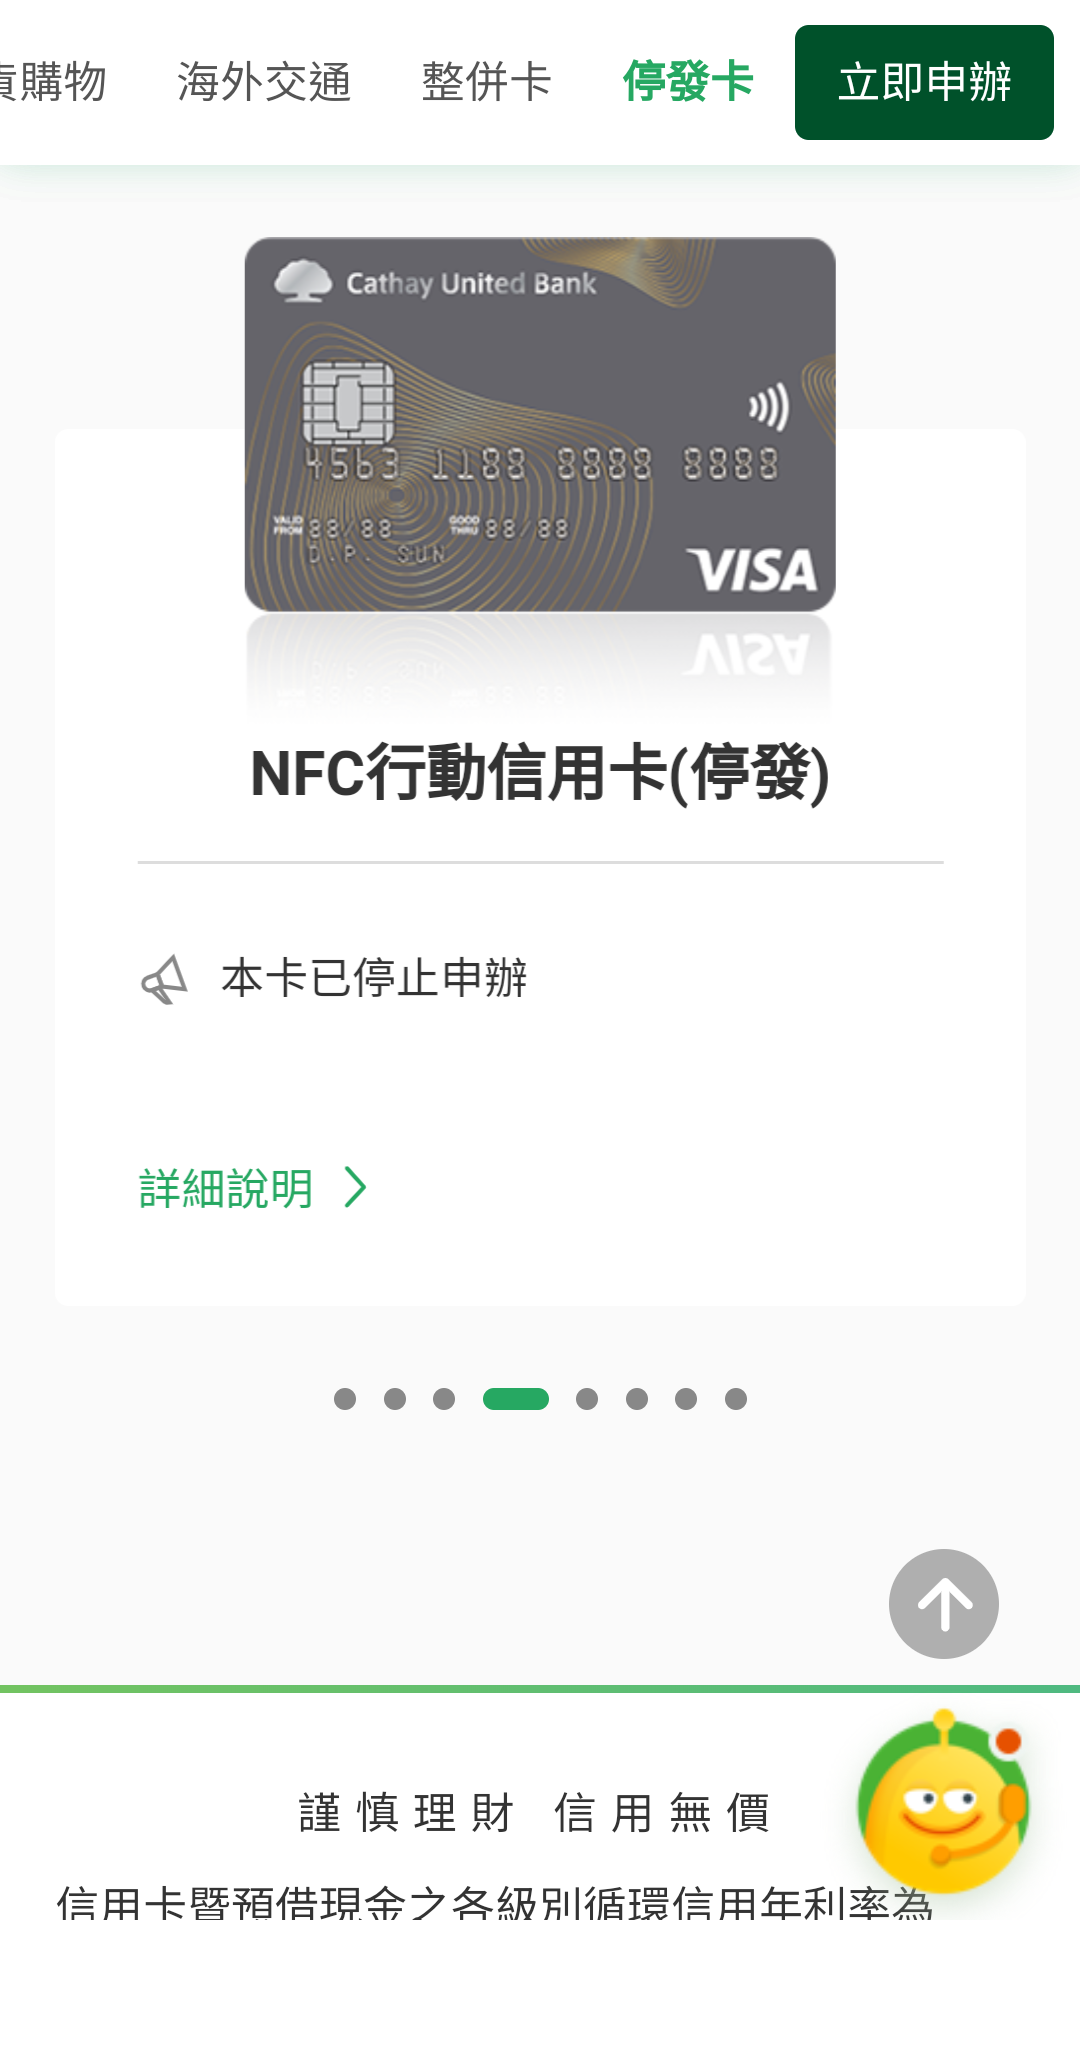 購物 海外交通 整併卡 停發卡 立即申辦
Cathay United Bank
4563 1188 8888 8888
VALID FROM 88/88 GOOD THRU 88/88
D.P. SUN
VISA
NFC行動信用卡(停發)
本卡已停止申辦
詳細說明
謹慎理財 信用無價
信用卡暨預借現金之各級別循環信用年利率為